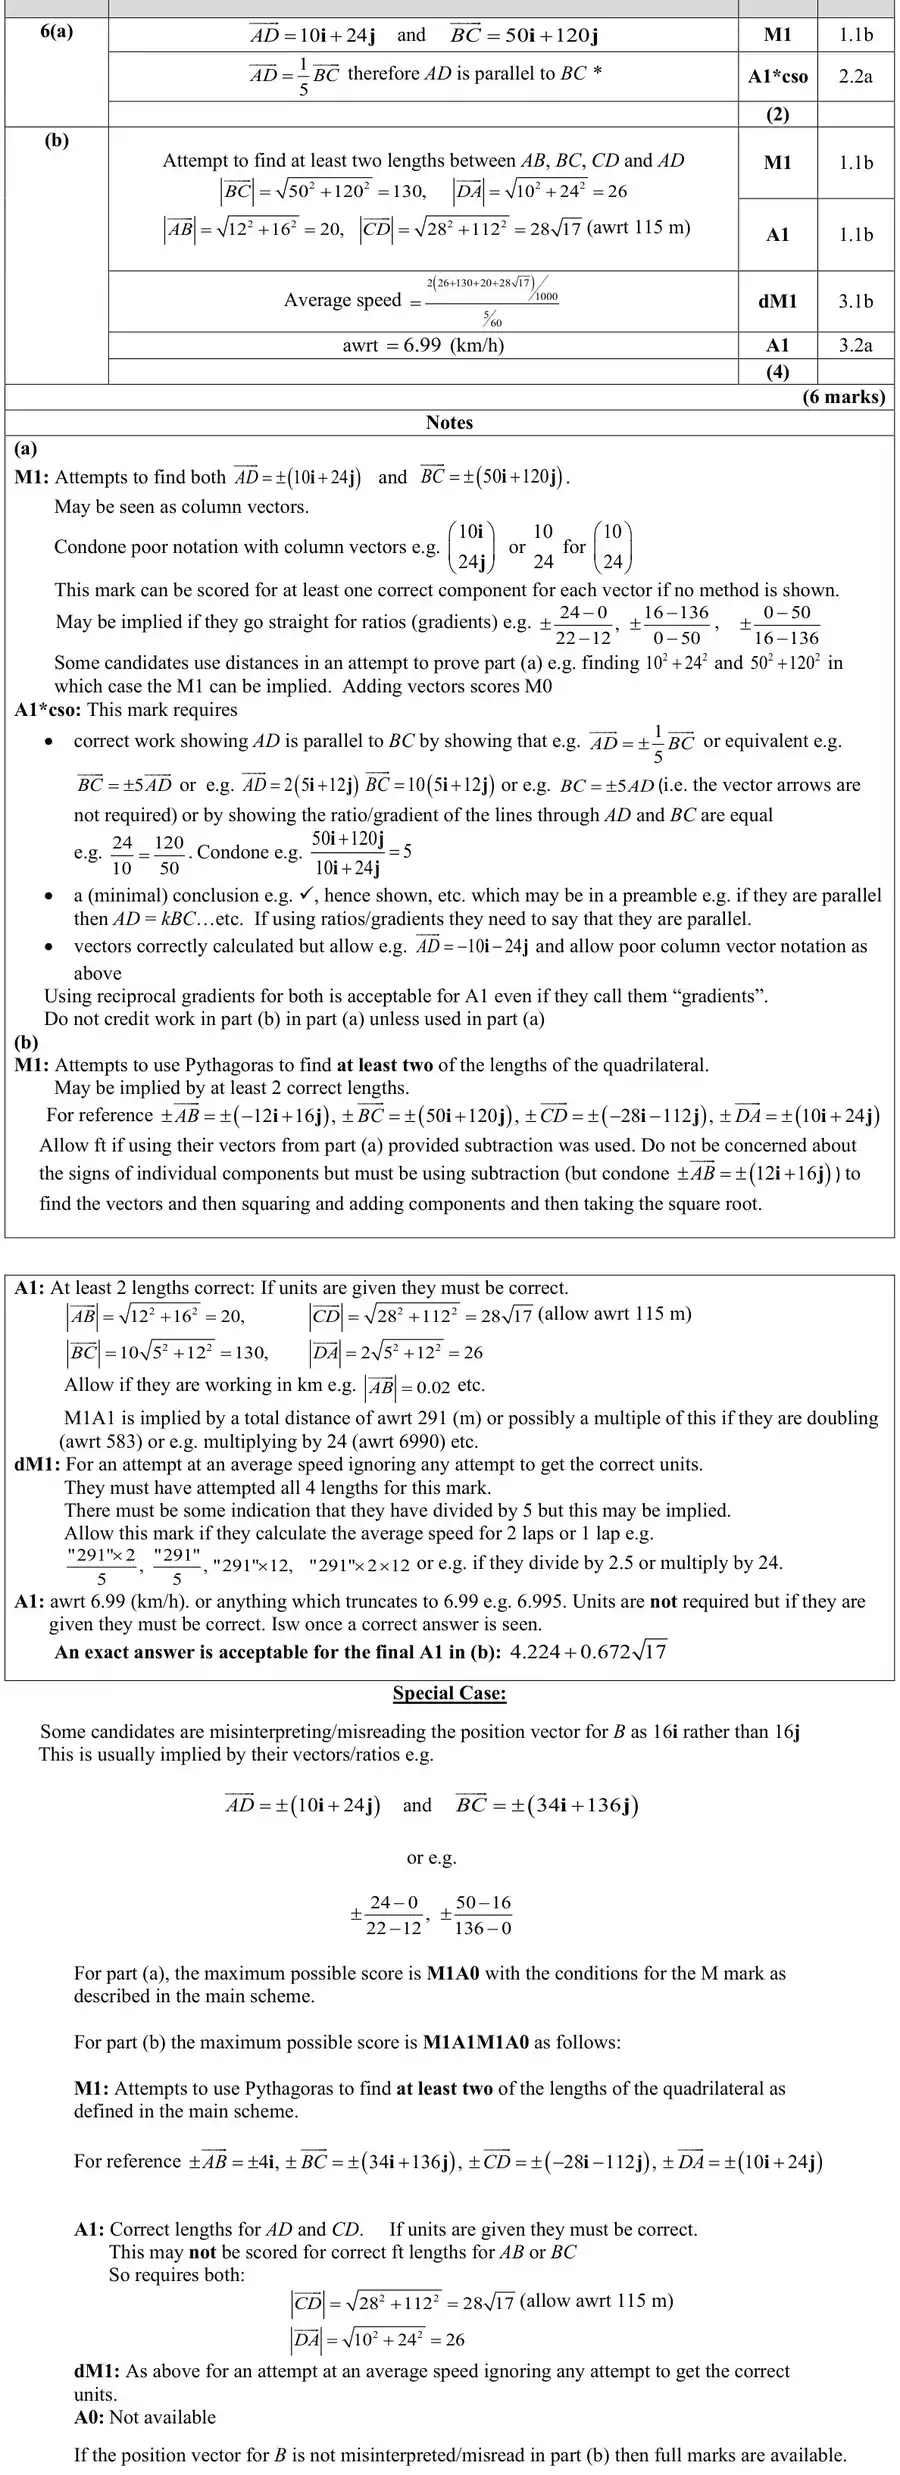 6(a) AD = 10i + 24j and BC = 50i + 120j M1 1.1b
AD = 1/5 BC therefore AD is parallel to BC * A1*cso 2.2a
(2)
(b)
Attempt to find at least two lengths between AB, BC, CD and AD M1 1.1b
|BC| = √(50² + 120²) = 130, |DA| = √(10² + 24²) = 26
|AB| = √(12² + 16²) = 20, |CD| = √(28² + 112²) = 28√17 (awrt 115 m) A1 1.1b
Average speed = (2(26+130+20+28√17)/1000)/(5/60) dM1 3.1b
awrt = 6.99 (km/h) A1 3.2a
(4)
(6 marks)
Notes
(a)
M1: Attempts to find both AD = ±(10i + 24j) and BC = ±(50i + 120j).
May be seen as column vectors.
Condone poor notation with column vectors e.g. (10i 24j) or 10 24 for (10 24)
This mark can be scored for at least one correct component for each vector if no method is shown.
May be implied if they go straight for ratios (gradients) e.g. ± (24−0)/(22−12), ± (16−136)/(0−50), ± (0−50)/(16−136)
Some candidates use distances in an attempt to prove part (a) e.g. finding 10² + 24² and 50² + 120² in
which case the M1 can be implied. Adding vectors scores M0
A1*cso: This mark requires
• correct work showing AD is parallel to BC by showing that e.g. AD = ± 1/5 BC or equivalent e.g.
BC = ±5AD or e.g. AD = 2(5i + 12j) BC = 10(5i + 12j) or e.g. BC = ±5AD (i.e. the vector arrows are
not required) or by showing the ratio/gradient of the lines through AD and BC are equal
e.g. 24/10 = 120/50. Condone e.g. (50i + 120j)/(10i + 24j) = 5
• a (minimal) conclusion e.g. ✓, hence shown, etc. which may be in a preamble e.g. if they are parallel
then AD = kBC…etc. If using ratios/gradients they need to say that they are parallel.
• vectors correctly calculated but allow e.g. AD = −10i − 24j and allow poor column vector notation as
above
Using reciprocal gradients for both is acceptable for A1 even if they call them “gradients”.
Do not credit work in part (b) in part (a) unless used in part (a)
(b)
M1: Attempts to use Pythagoras to find at least two of the lengths of the quadrilateral.
May be implied by at least 2 correct lengths.
For reference ±AB = ±(−12i + 16j), ±BC = ±(50i + 120j), ±CD = ±(−28i − 112j), ±DA = ±(10i + 24j)
Allow ft if using their vectors from part (a) provided subtraction was used. Do not be concerned about
the signs of individual components but must be using subtraction (but condone ±AB = ±(12i + 16j)) to
find the vectors and then squaring and adding components and then taking the square root.
A1: At least 2 lengths correct: If units are given they must be correct.
|AB| = √(12² + 16²) = 20, |CD| = √(28² + 112²) = 28√17 (allow awrt 115 m)
|BC| = 10√(5² + 12²) = 130, |DA| = 2√(5² + 12²) = 26
Allow if they are working in km e.g. |AB| = 0.02 etc.
M1A1 is implied by a total distance of awrt 291 (m) or possibly a multiple of this if they are doubling
(awrt 583) or e.g. multiplying by 24 (awrt 6990) etc.
dM1: For an attempt at an average speed ignoring any attempt to get the correct units.
They must have attempted all 4 lengths for this mark.
There must be some indication that they have divided by 5 but this may be implied.
Allow this mark if they calculate the average speed for 2 laps or 1 lap e.g.
"291"×2/5, "291"/5, "291"×12, "291"×2×12 or e.g. if they divide by 2.5 or multiply by 24.
A1: awrt 6.99 (km/h). or anything which truncates to 6.99 e.g. 6.995. Units are not required but if they are
given they must be correct. Isw once a correct answer is seen.
An exact answer is acceptable for the final A1 in (b): 4.224 + 0.672√17
Special Case:
Some candidates are misinterpreting/misreading the position vector for B as 16i rather than 16j
This is usually implied by their vectors/ratios e.g.
AD = ±(10i + 24j) and BC = ±(34i + 136j)
or e.g.
± (24−0)/(22−12), ± (50−16)/(136−0)
For part (a), the maximum possible score is M1A0 with the conditions for the M mark as
described in the main scheme.
For part (b) the maximum possible score is M1A1M1A0 as follows:
M1: Attempts to use Pythagoras to find at least two of the lengths of the quadrilateral as
defined in the main scheme.
For reference ±AB = ±4i, ±BC = ±(34i + 136j), ±CD = ±(−28i − 112j), ±DA = ±(10i + 24j)
A1: Correct lengths for AD and CD. If units are given they must be correct.
This may not be scored for correct ft lengths for AB or BC
So requires both:
|CD| = √(28² + 112²) = 28√17 (allow awrt 115 m)
|DA| = √(10² + 24²) = 26
dM1: As above for an attempt at an average speed ignoring any attempt to get the correct
units.
A0: Not available
If the position vector for B is not misinterpreted/misread in part (b) then full marks are available.